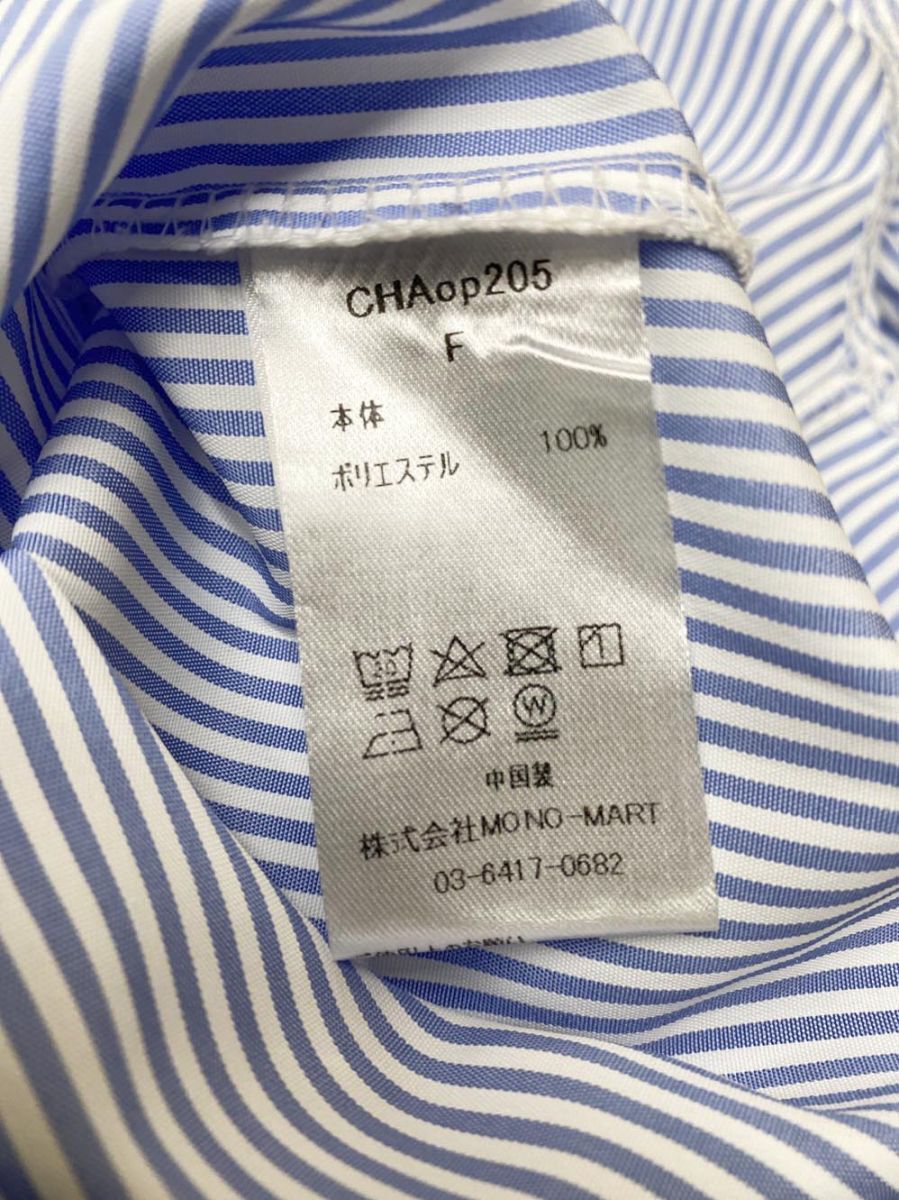 CHAop205
F
本体
ポリエステル 100%
中国製
株式会社MONO-MART
03-6417-0682